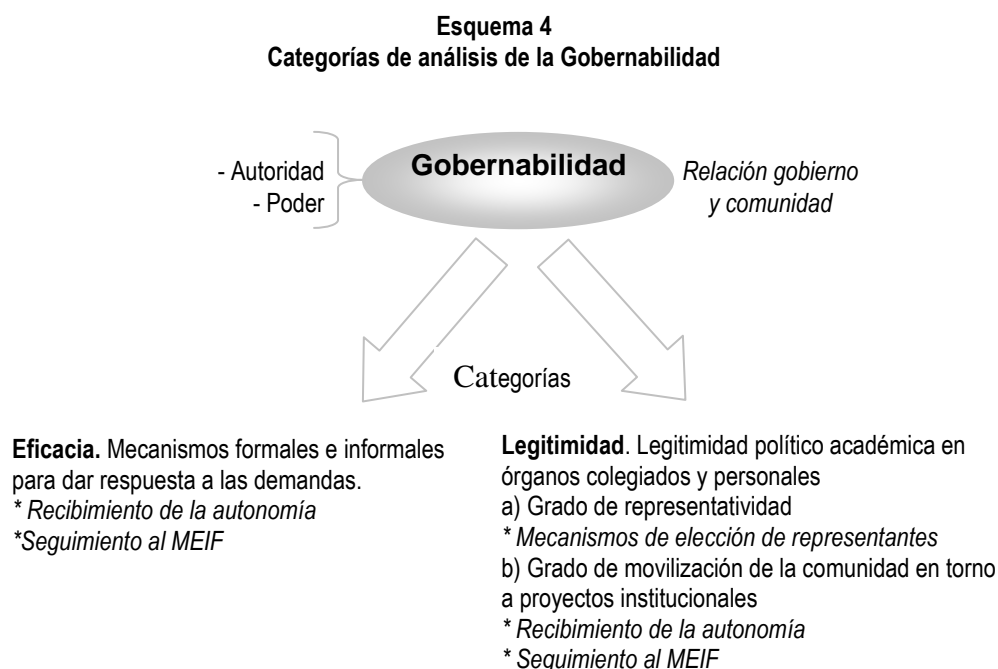 Esquema 4
Categorías de análisis de la Gobernabilidad
- Autoridad
- Poder
Gobernabilidad
Relación gobierno
y comunidad
Categorías
Eficacia. Mecanismos formales e informales
para dar respuesta a las demandas.
* Recibimiento de la autonomía
*Seguimiento al MEIF
Legitimidad. Legitimidad político académica en
órganos colegiados y personales
a) Grado de representatividad
* Mecanismos de elección de representantes
b) Grado de movilización de la comunidad en torno
a proyectos institucionales
* Recibimiento de la autonomía
* Seguimiento al MEIF